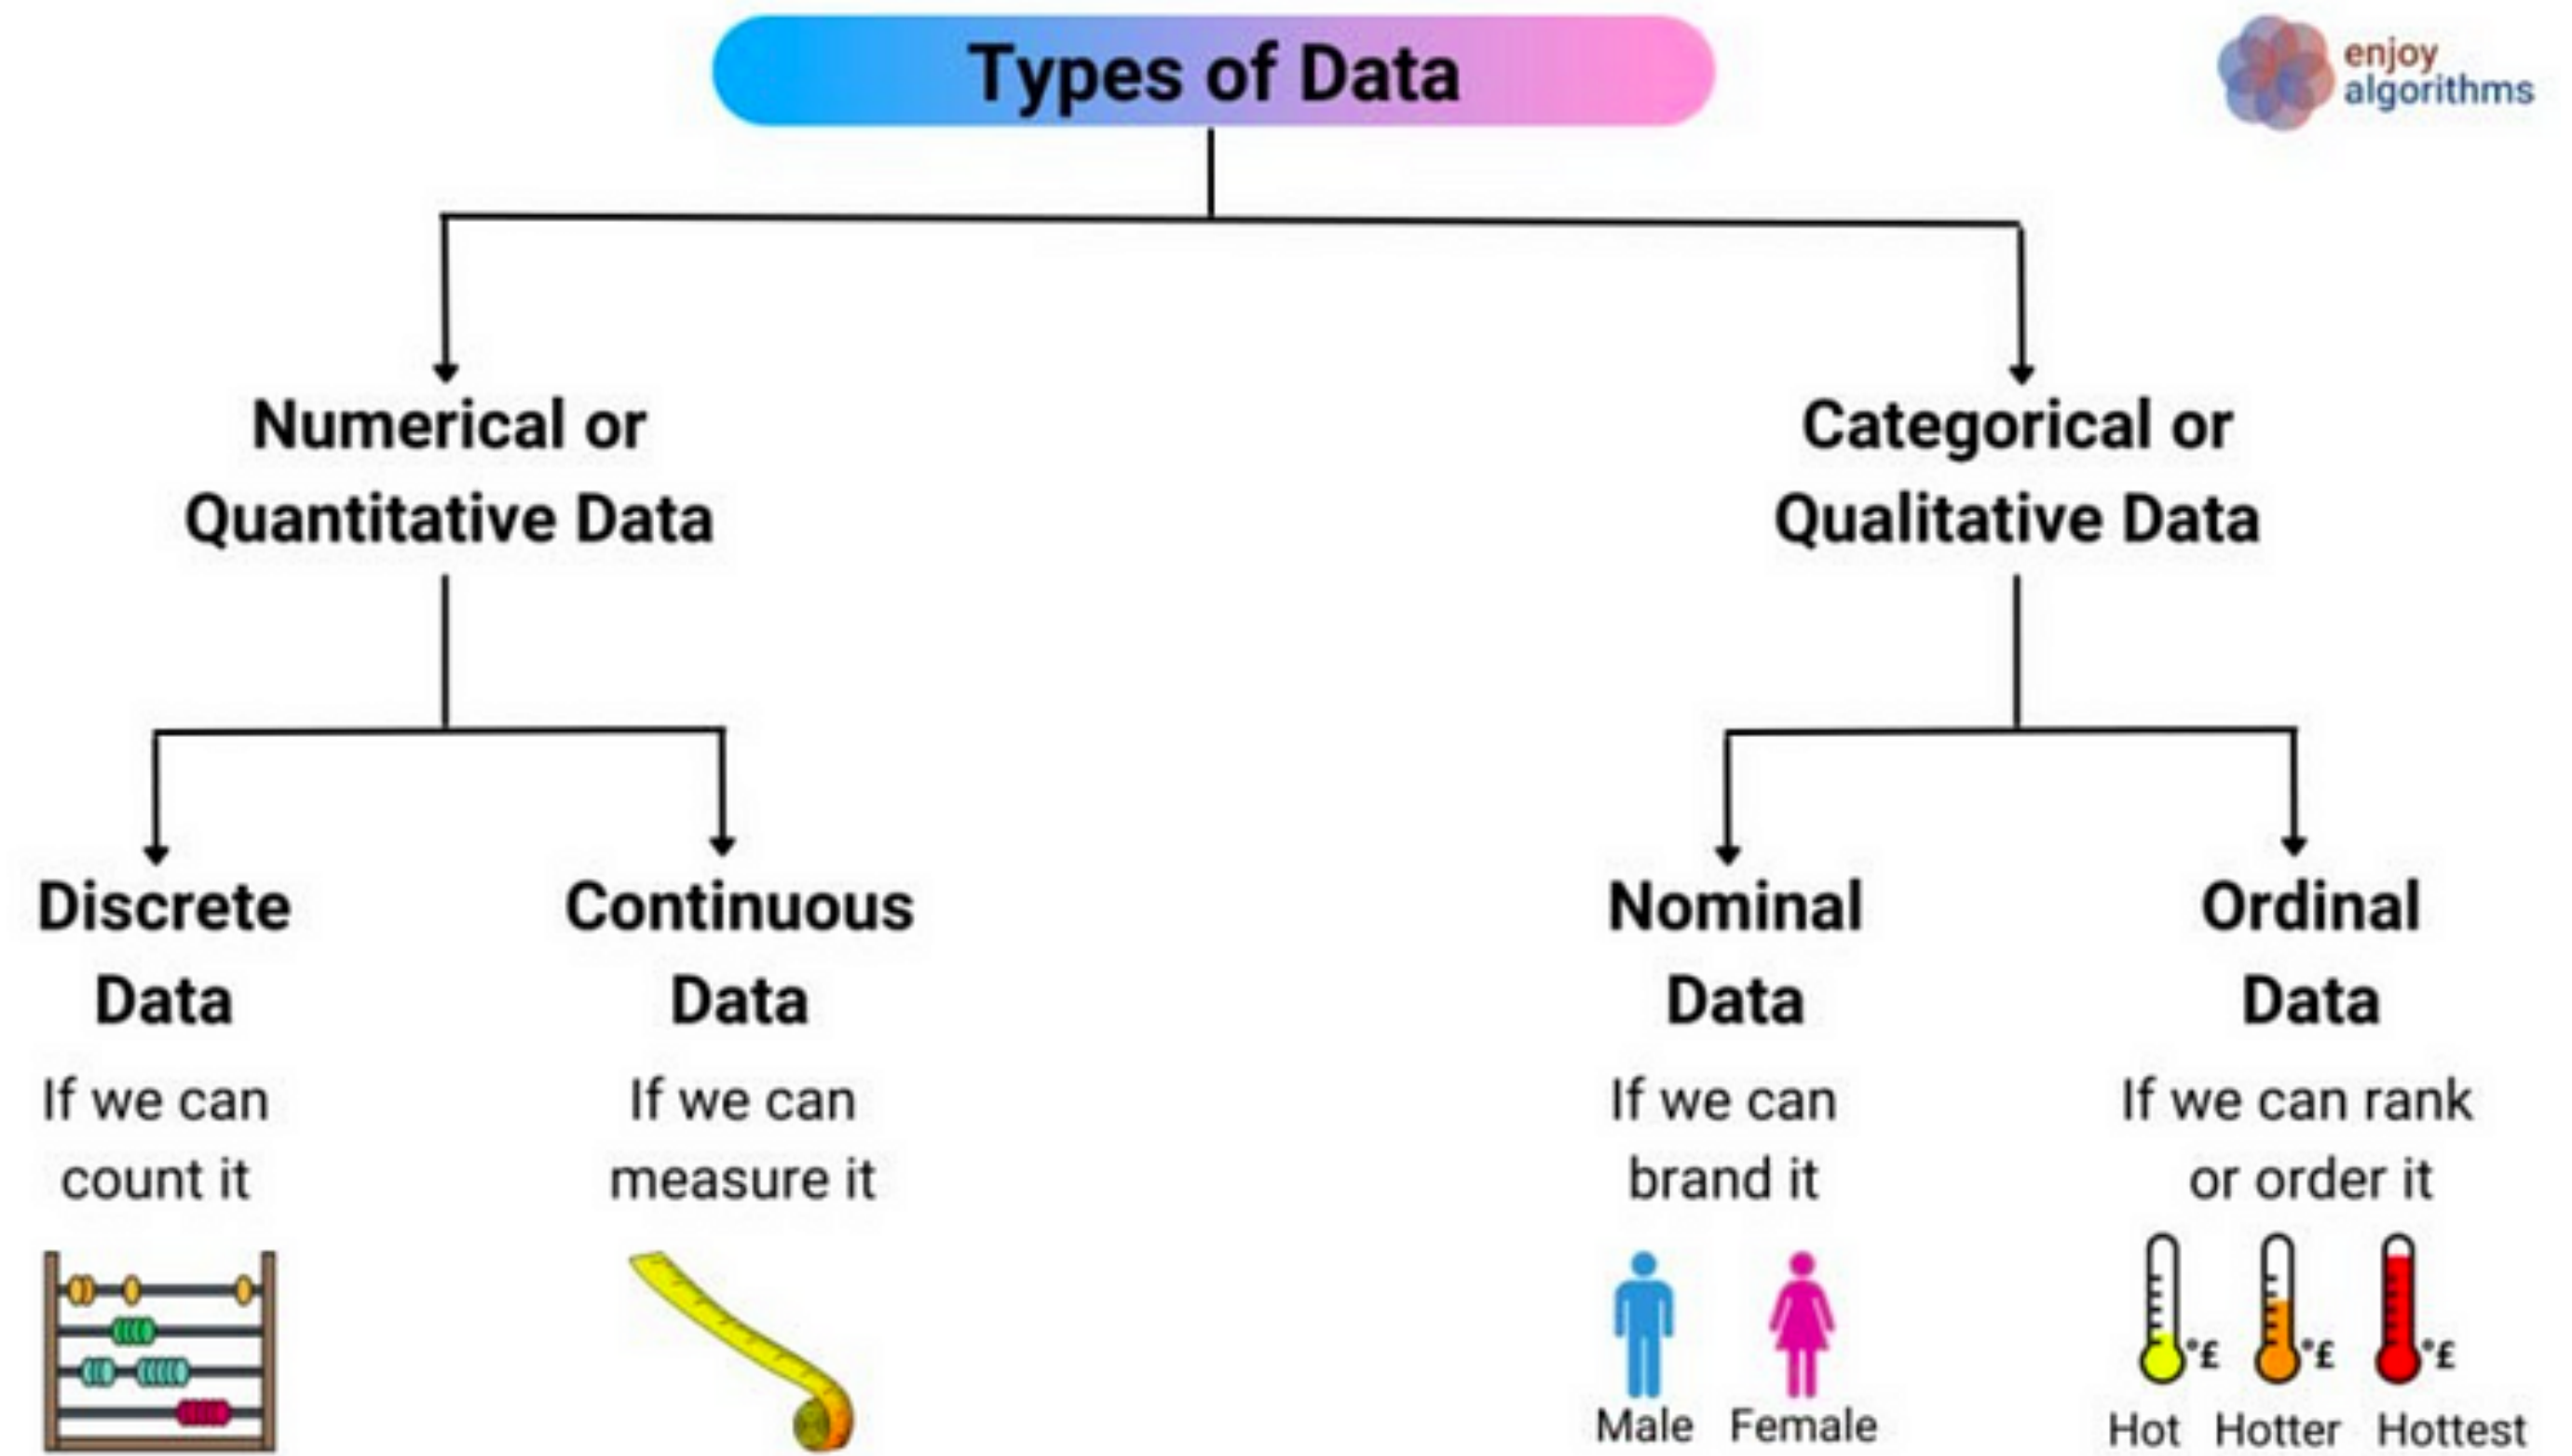 Types of Data
enjoy
algorithms
Numerical or
Quantitative Data
Categorical or
Qualitative Data
Discrete
Data
If we can
count it
Continuous
Data
If we can
measure it
Nominal
Data
If we can
brand it
Male Female
Ordinal
Data
If we can rank
or order it
°£ °£ °£
Hot Hotter Hottest